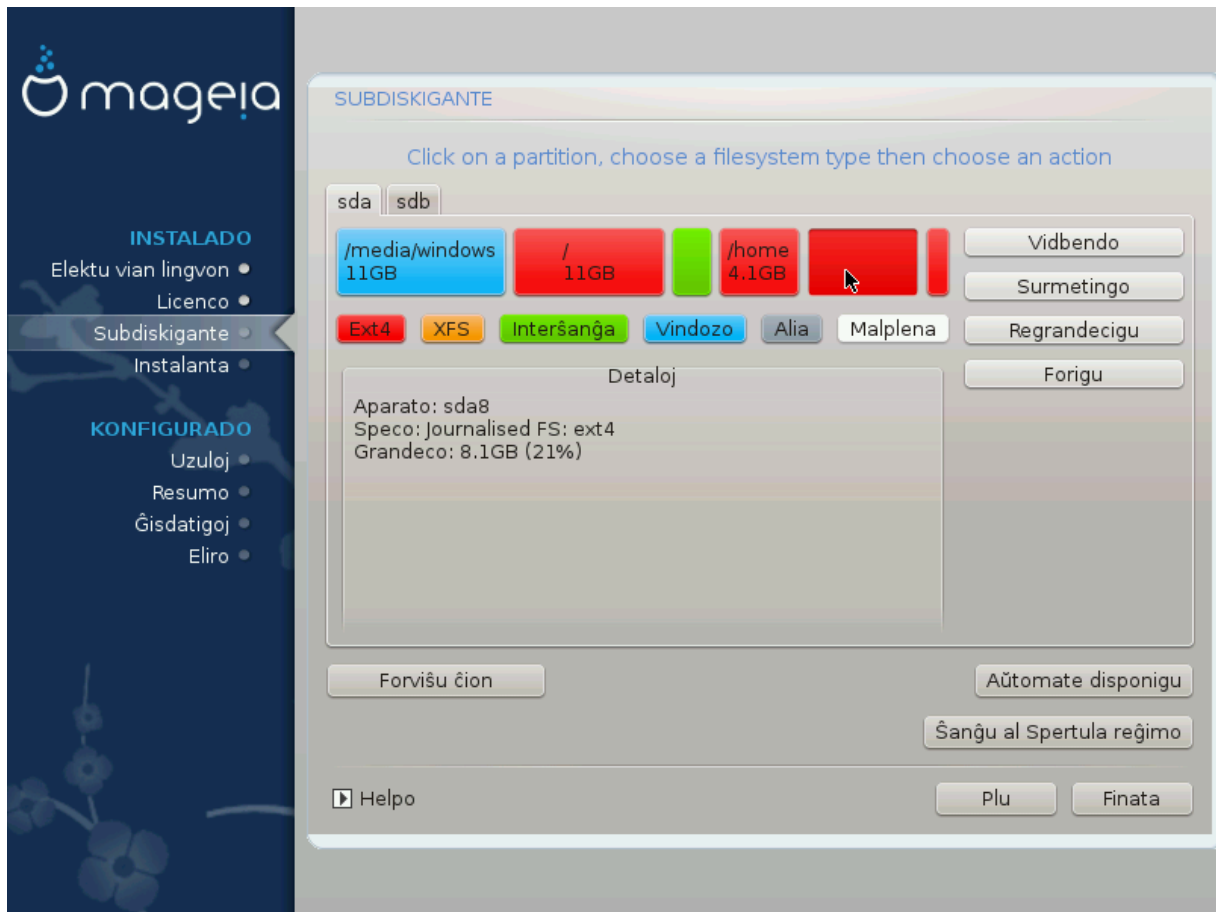 mageia
INSTALADO
Elektu vian lingvon
Licenco
Subdiskigante
Instalanta
KONFIGURADO
Uzuloj
Resumo
Ĝisdatigoj
Eliro
SUBDISKIGANTE
Click on a partition, choose a filesystem type then choose an action
sda sdb
/media/windows
11GB
/
11GB
/home
4.1GB
Ext4 XFS Interŝanĝa Vindozo Alia Malplena
Vidbendo
Surmetingo
Regrandecigu
Forigu
Detaloj
Aparato: sda8
Speco: Journalised FS: ext4
Grandeco: 8.1GB (21%)
Forviŝu ĉion
Aŭtomate disponigu
Ŝanĝu al Spertula reĝimo
Helpo
Plu
Finata